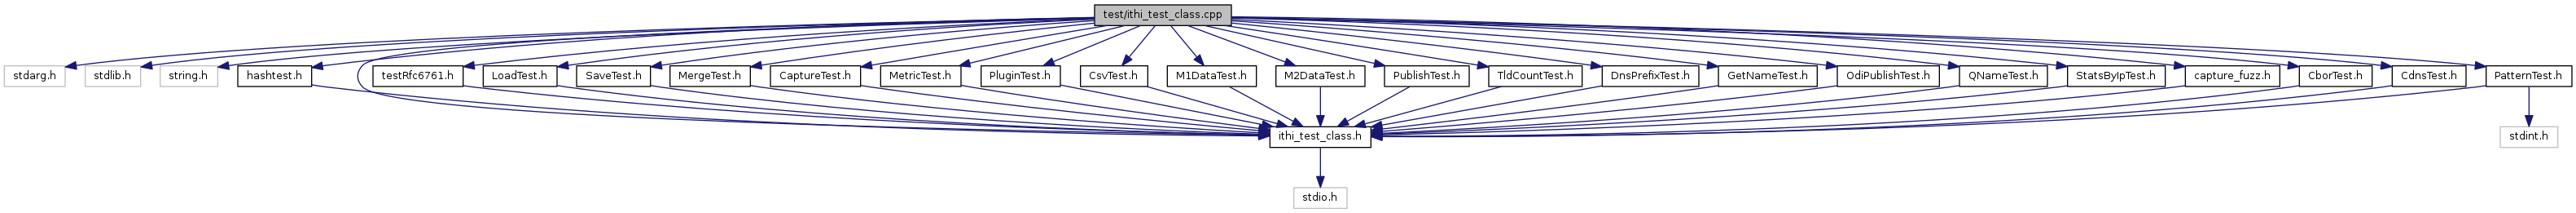 test/ithi_test_class.cpp
stdarg.h
stdlib.h
string.h
hashtest.h
testRfc6761.h
LoadTest.h
SaveTest.h
MergeTest.h
CaptureTest.h
MetricTest.h
PluginTest.h
CsvTest.h
M1DataTest.h
M2DataTest.h
PublishTest.h
TldCountTest.h
DnsPrefixTest.h
GetNameTest.h
OdiPublishTest.h
QNameTest.h
StatsByIpTest.h
capture_fuzz.h
CborTest.h
CdnsTest.h
PatternTest.h
ithi_test_class.h
stdint.h
stdio.h